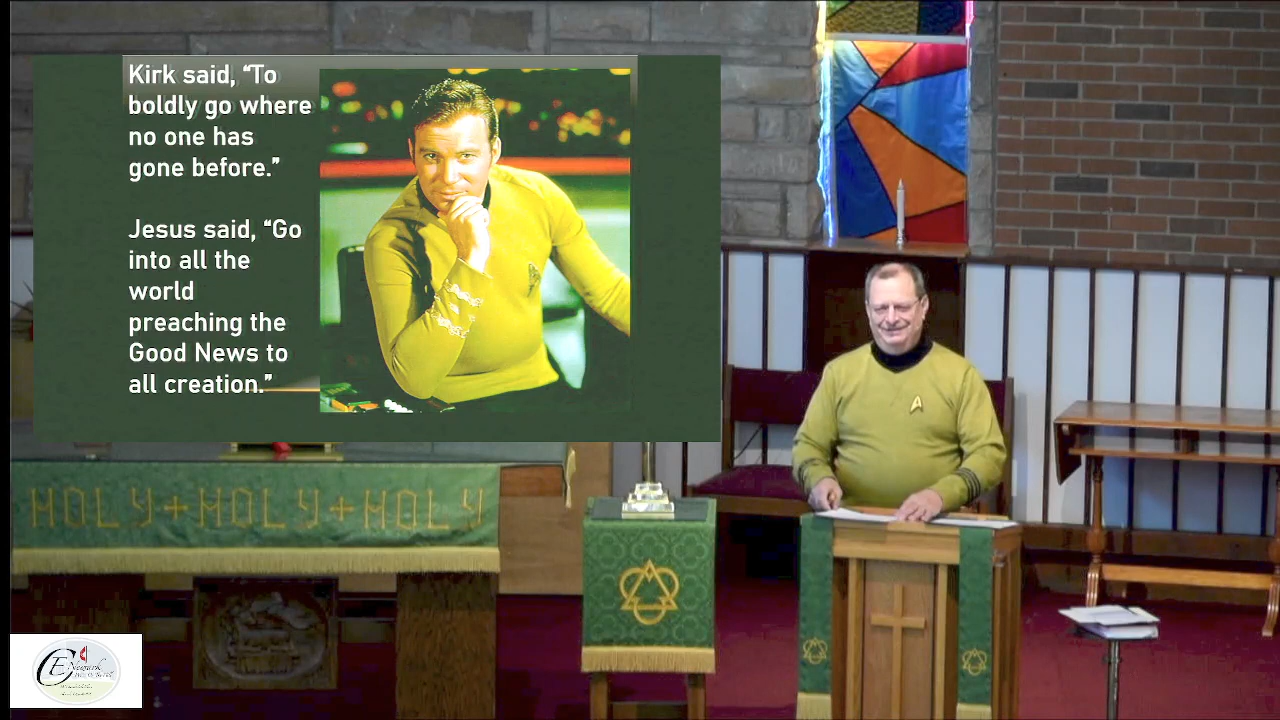 Kirk said, “To
boldly go where
no one has
gone before.”
Jesus said, “Go
into all the
world
preaching the
Good News to
all creation.”
HOLY+HOLY+HOLY
Newark